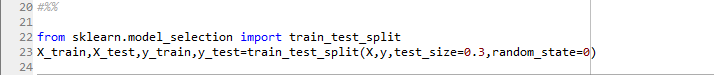 20 #%%
21
22 from sklearn.model_selection import train_test_split
23 X_train,X_test,y_train,y_test=train_test_split(X,y,test_size=0.3,random_state=0)
24